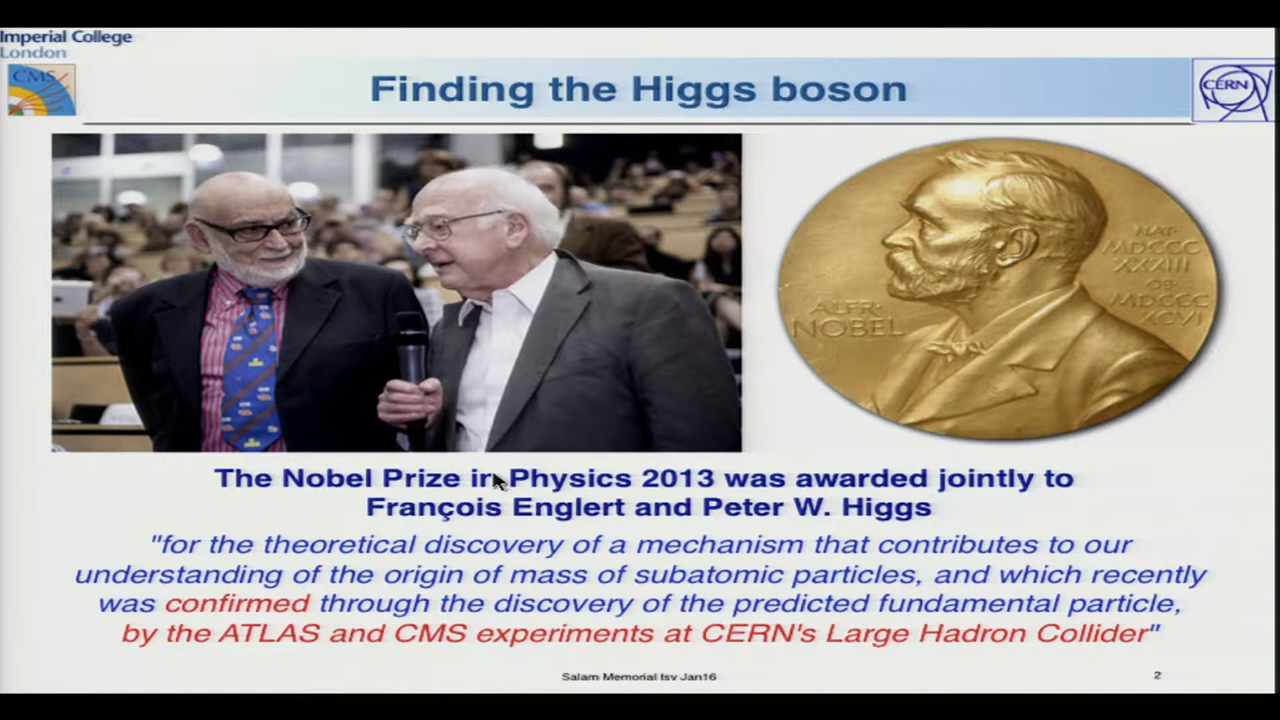 Imperial College
London
CMS
Finding the Higgs boson
CERN
ALFR·
NOBEL
NAT·
MDCCC
XXXIII
OB·
MDCCC
XCVI
The Nobel Prize in Physics 2013 was awarded jointly to
François Englert and Peter W. Higgs
"for the theoretical discovery of a mechanism that contributes to our
understanding of the origin of mass of subatomic particles, and which recently
was confirmed through the discovery of the predicted fundamental particle,
by the ATLAS and CMS experiments at CERN's Large Hadron Collider"
Salam Memorial tsv Jan16
2